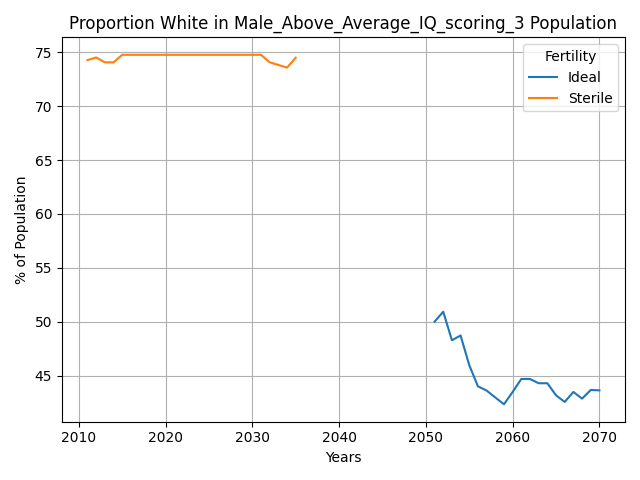 Proportion White in Male_Above_Average_IQ_scoring_3 Population
Fertility
Ideal
Sterile
75
70
65
60
55
50
45
% of Population
2010 2020 2030 2040 2050 2060 2070
Years